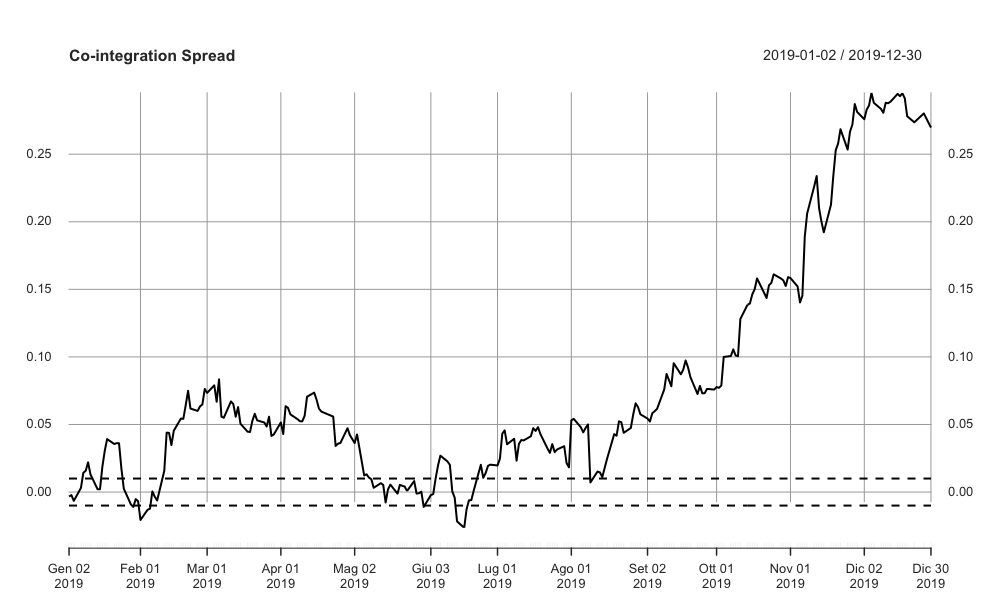 Co-integration Spread 2019-01-02 / 2019-12-30
0.25 0.25
0.20 0.20
0.15 0.15
0.10 0.10
0.05 0.05
0.00 0.00
Gen 02 Feb 01 Mar 01 Apr 01 Mag 02 Giu 03 Lug 01 Ago 01 Set 02 Ott 01 Nov 01 Dic 02 Dic 30
2019 2019 2019 2019 2019 2019 2019 2019 2019 2019 2019 2019 2019